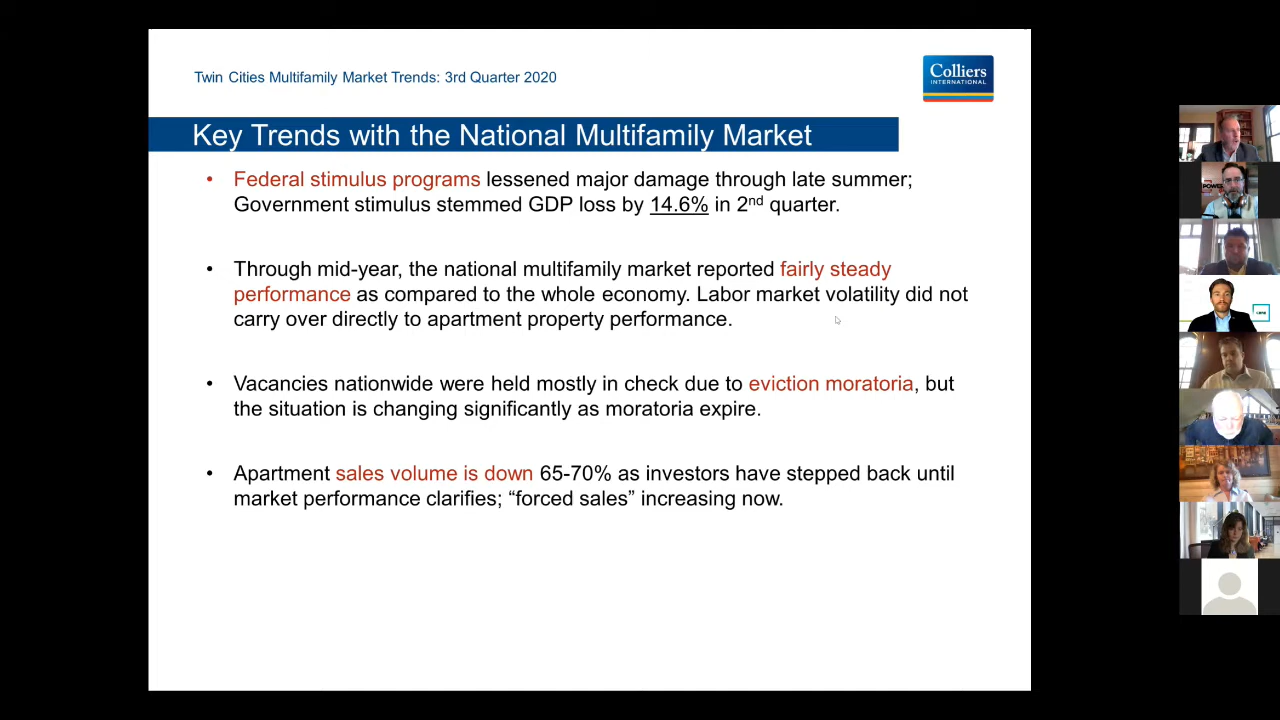 Twin Cities Multifamily Market Trends: 3rd Quarter 2020
Colliers
INTERNATIONAL
Key Trends with the National Multifamily Market
• Federal stimulus programs lessened major damage through late summer;
Government stimulus stemmed GDP loss by 14.6% in 2nd quarter.
• Through mid-year, the national multifamily market reported fairly steady
performance as compared to the whole economy. Labor market volatility did not
carry over directly to apartment property performance.
• Vacancies nationwide were held mostly in check due to eviction moratoria, but
the situation is changing significantly as moratoria expire.
• Apartment sales volume is down 65-70% as investors have stepped back until
market performance clarifies; “forced sales” increasing now.